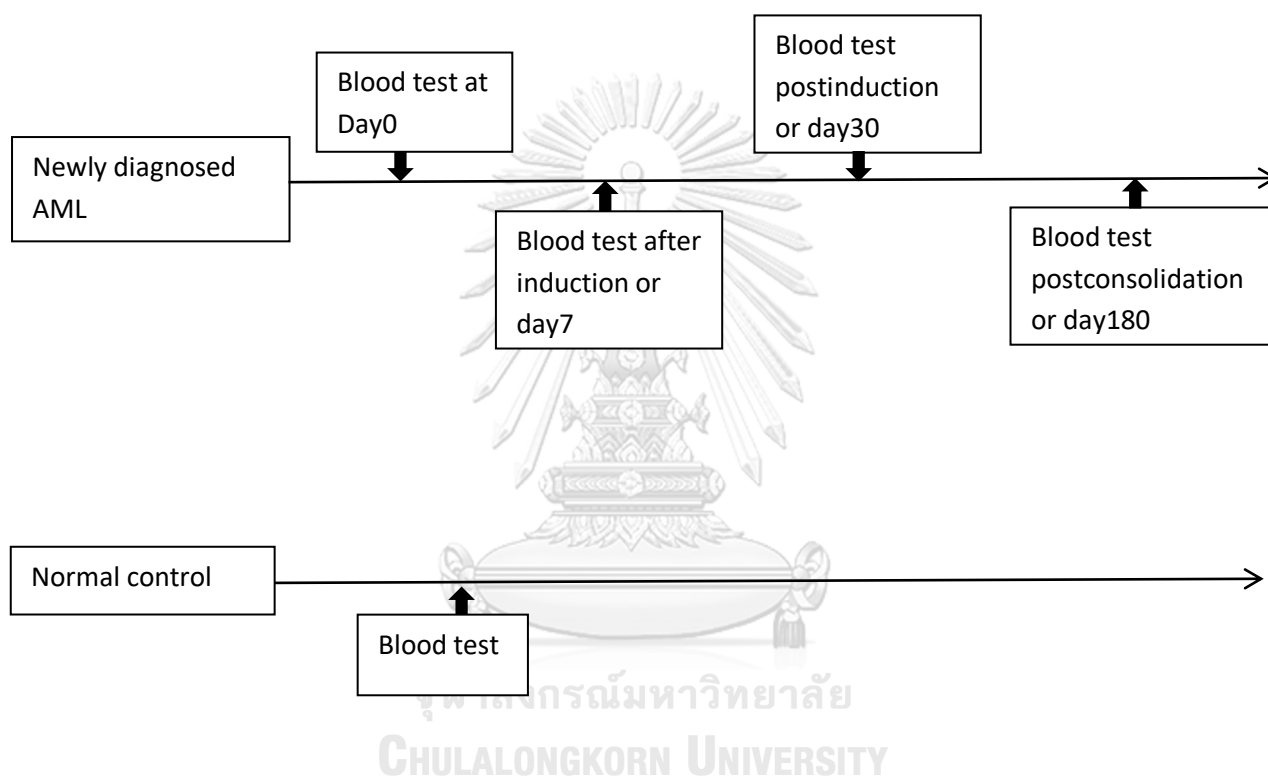 Blood test at
Day0
Blood test
postinduction
or day30
Newly diagnosed
AML
Blood test after
induction or
day7
Blood test
postconsolidation
or day180
Normal control
Blood test
จุฬาลงกรณ์มหาวิทยาลัย
CHULALONGKORN UNIVERSITY